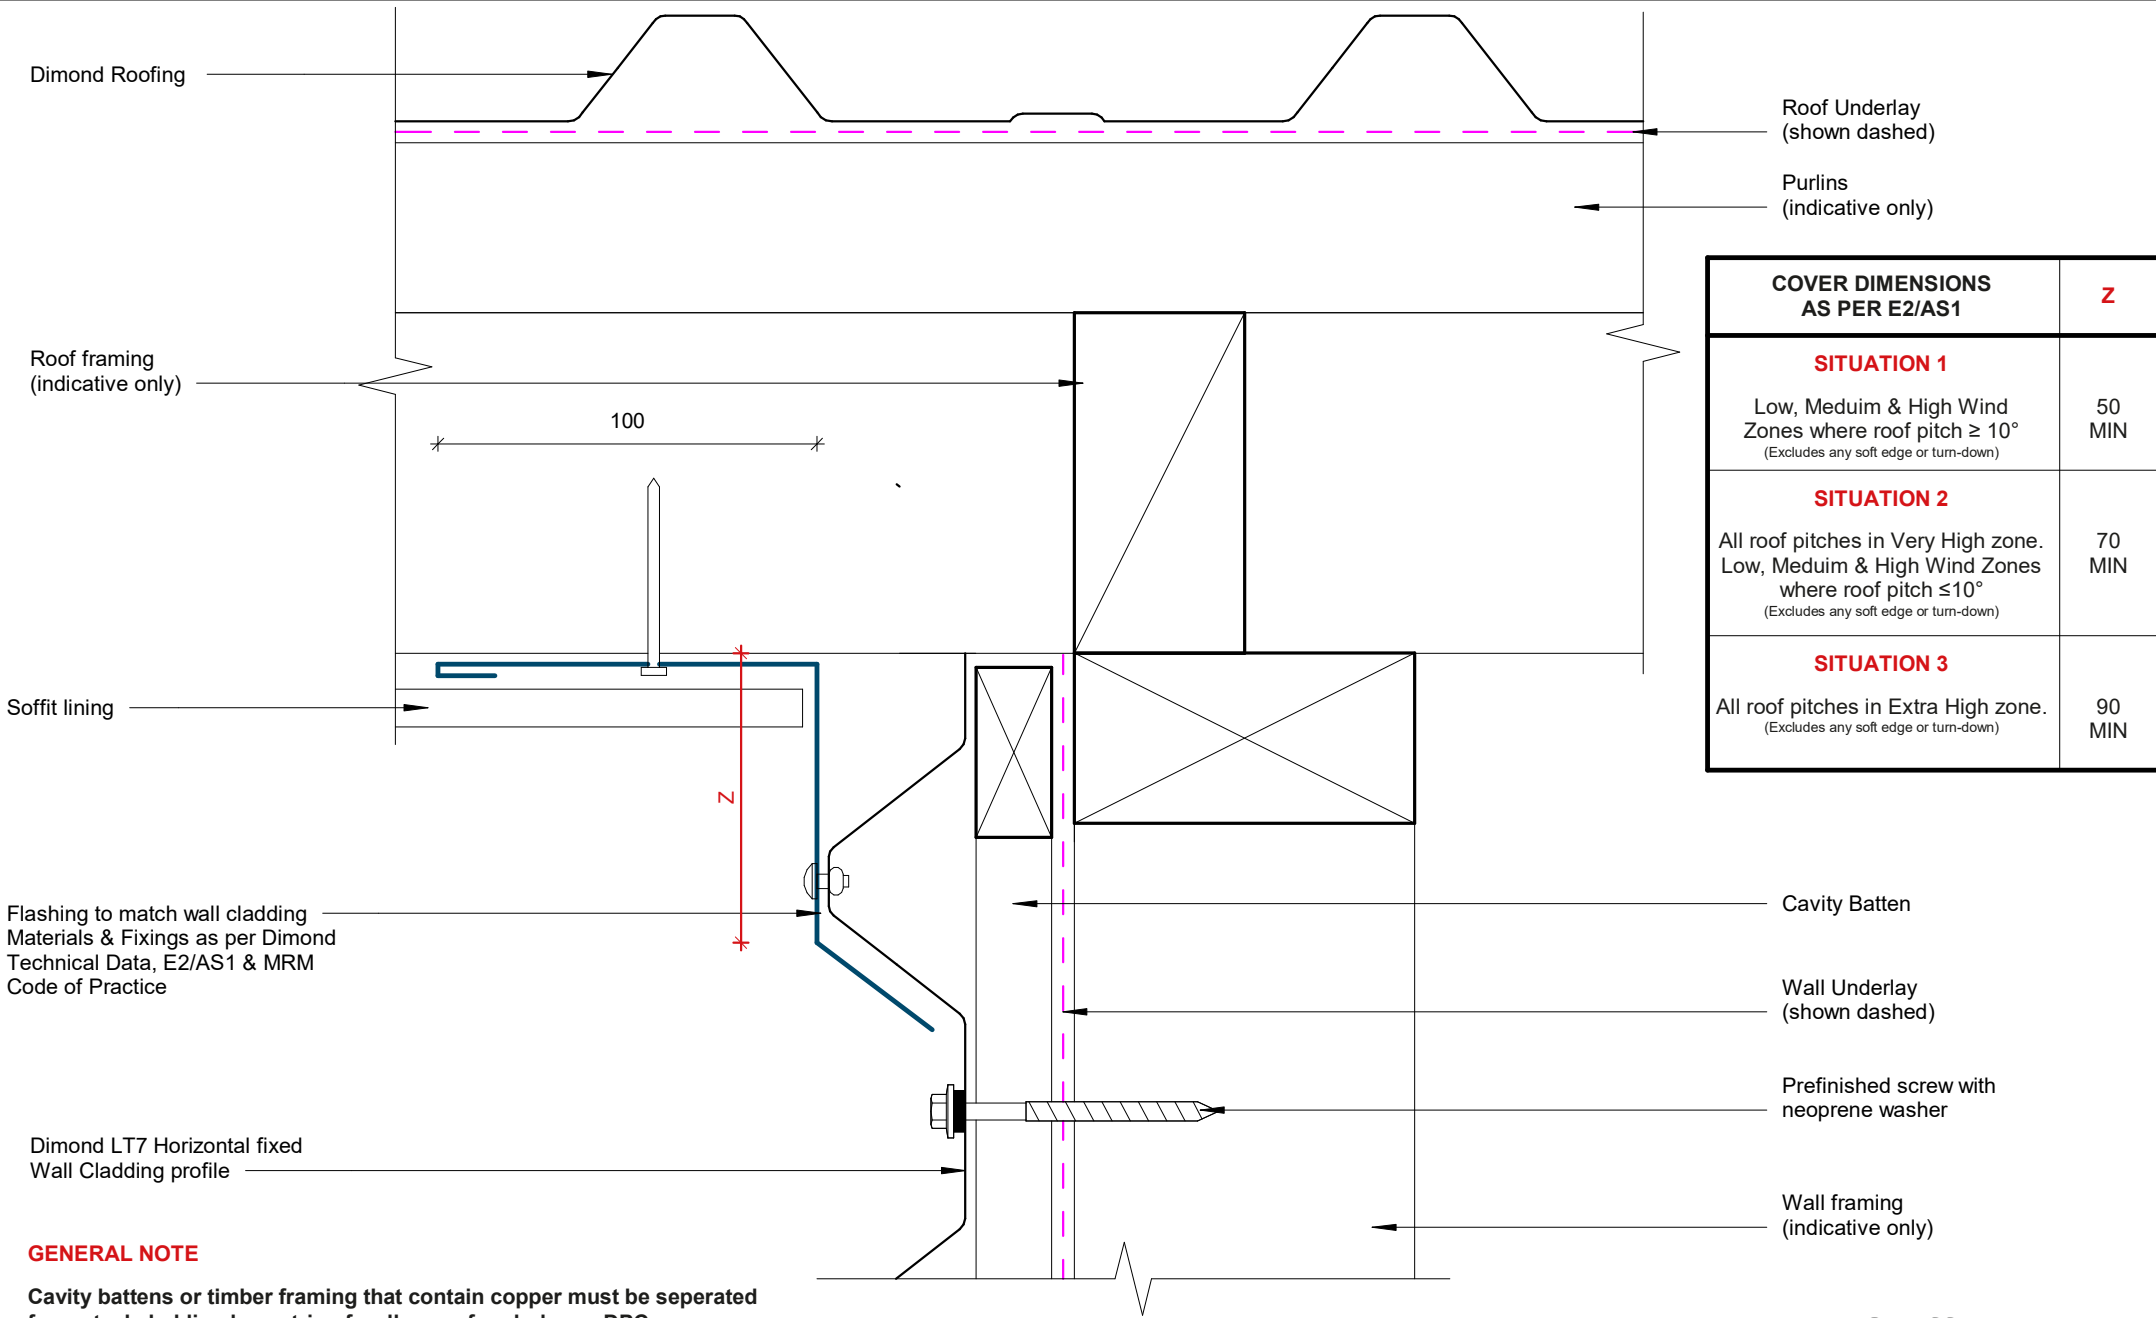 Dimond Roofing
Roof Underlay
(shown dashed)
Purlins
(indicative only)
COVER DIMENSIONS
AS PER E2/AS1
Z
SITUATION 1
Low, Meduim & High Wind
Zones where roof pitch ≥ 10°
(Excludes any soft edge or turn-down)
50
MIN
SITUATION 2
All roof pitches in Very High zone.
Low, Meduim & High Wind Zones
where roof pitch ≤10°
(Excludes any soft edge or turn-down)
70
MIN
SITUATION 3
All roof pitches in Extra High zone.
(Excludes any soft edge or turn-down)
90
MIN
Roof framing
(indicative only)
100
Soffit lining
Z
Flashing to match wall cladding
Materials & Fixings as per Dimond
Technical Data, E2/AS1 & MRM
Code of Practice
Cavity Batten
Wall Underlay
(shown dashed)
Prefinished screw with
neoprene washer
Dimond LT7 Horizontal fixed
Wall Cladding profile
Wall framing
(indicative only)
GENERAL NOTE
Cavity battens or timber framing that contain copper must be seperated